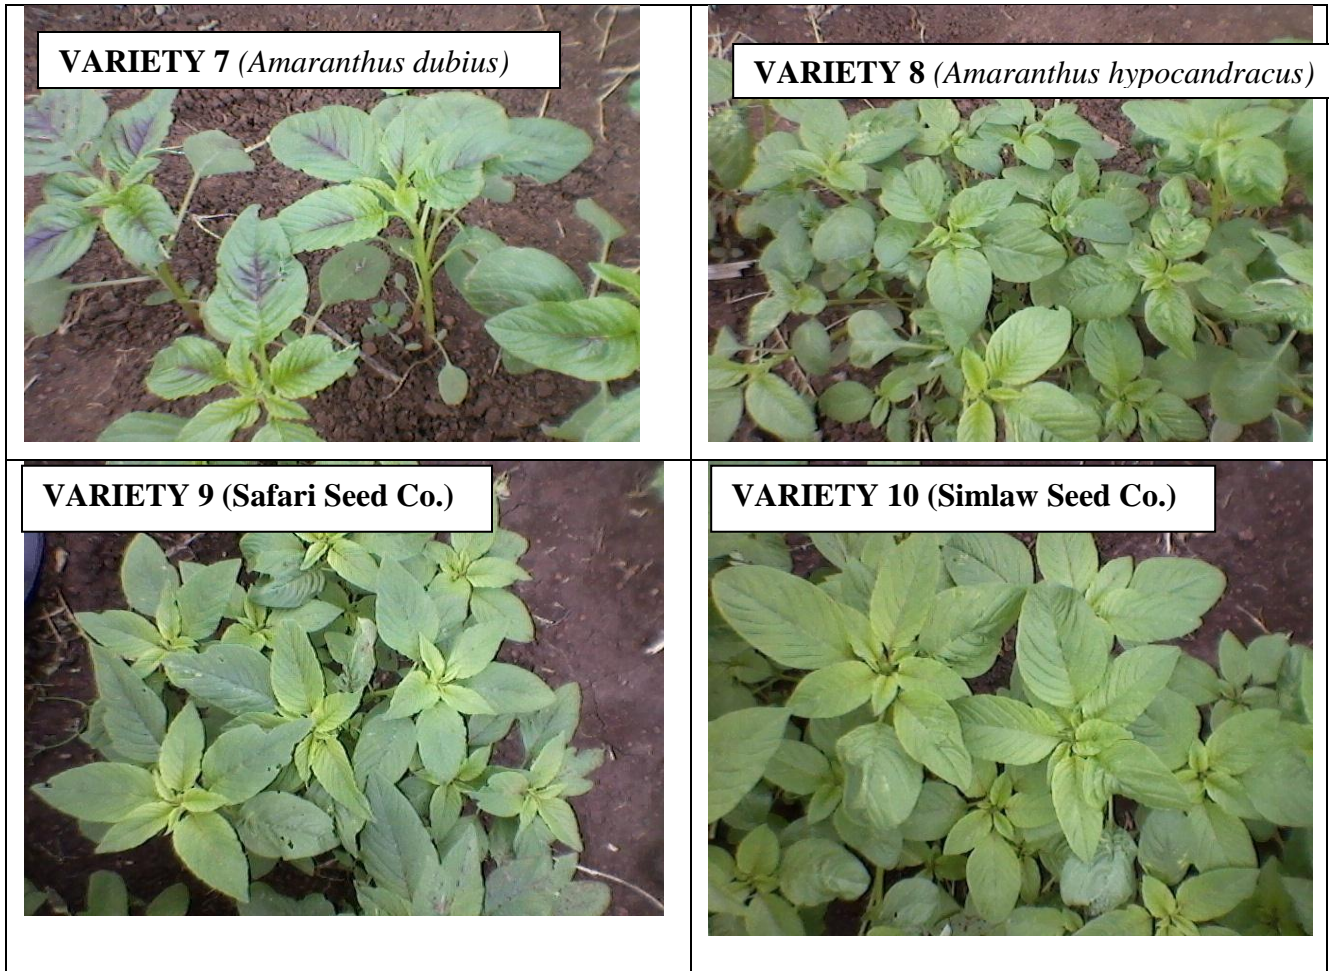 VARIETY 7 (Amaranthus dubius)
VARIETY 8 (Amaranthus hypocandracus)
VARIETY 9 (Safari Seed Co.)
VARIETY 10 (Simlaw Seed Co.)